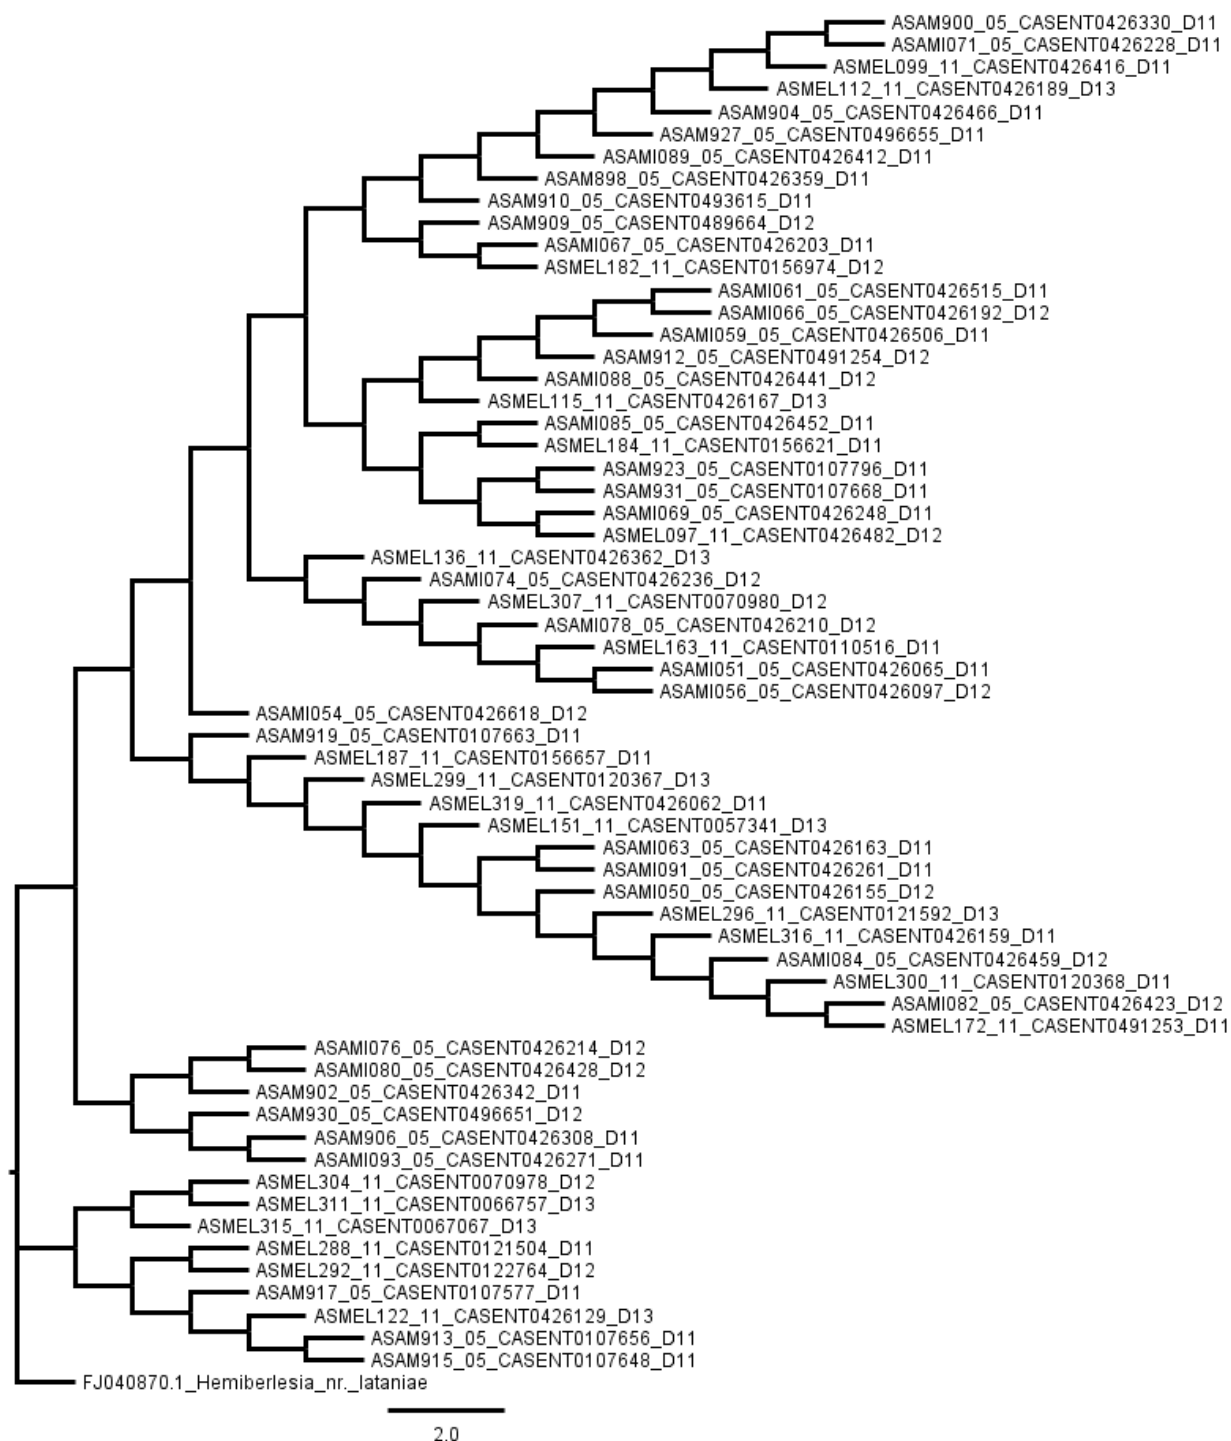 ASAM900_05_CASENT0426330_D11
ASAMI071_05_CASENT0426228_D11
ASMEL099_11_CASENT0426416_D11
ASMEL112_11_CASENT0426189_D13
ASAM904_05_CASENT0426466_D11
ASAM927_05_CASENT0496655_D11
ASAMI089_05_CASENT0426412_D11
ASAM898_05_CASENT0426359_D11
ASAM910_05_CASENT0493615_D11
ASAM909_05_CASENT0489664_D12
ASAMI067_05_CASENT0426203_D11
ASMEL182_11_CASENT0156974_D12
ASAMI061_05_CASENT0426515_D11
ASAMI066_05_CASENT0426192_D12
ASAMI059_05_CASENT0426506_D11
ASAM912_05_CASENT0491254_D12
ASAMI088_05_CASENT0426441_D12
ASMEL115_11_CASENT0426167_D13
ASAMI085_05_CASENT0426452_D11
ASMEL184_11_CASENT0156621_D11
ASAM923_05_CASENT0107796_D11
ASAM931_05_CASENT0107668_D11
ASAMI069_05_CASENT0426248_D11
ASMEL097_11_CASENT0426482_D12
ASMEL136_11_CASENT0426362_D13
ASAMI074_05_CASENT0426236_D12
ASMEL307_11_CASENT0070980_D12
ASAMI078_05_CASENT0426210_D12
ASMEL163_11_CASENT0110516_D11
ASAMI051_05_CASENT0426065_D11
ASAMI056_05_CASENT0426097_D12
ASAMI054_05_CASENT0426618_D12
ASAM919_05_CASENT0107663_D11
ASMEL187_11_CASENT0156657_D11
ASMEL299_11_CASENT0120367_D13
ASMEL319_11_CASENT0426062_D11
ASMEL151_11_CASENT0057341_D13
ASAMI063_05_CASENT0426163_D11
ASAMI091_05_CASENT0426261_D11
ASAMI050_05_CASENT0426155_D12
ASMEL296_11_CASENT0121592_D13
ASMEL316_11_CASENT0426159_D11
ASAMI084_05_CASENT0426459_D12
ASMEL300_11_CASENT0120368_D11
ASAMI082_05_CASENT0426423_D12
ASMEL172_11_CASENT0491253_D11
ASAMI076_05_CASENT0426214_D12
ASAMI080_05_CASENT0426428_D12
ASAM902_05_CASENT0426342_D11
ASAM930_05_CASENT0496651_D12
ASAM906_05_CASENT0426308_D11
ASAMI093_05_CASENT0426271_D11
ASMEL304_11_CASENT0070978_D12
ASMEL311_11_CASENT0066757_D13
ASMEL315_11_CASENT0067067_D13
ASMEL288_11_CASENT0121504_D11
ASMEL292_11_CASENT0122764_D12
ASAM917_05_CASENT0107577_D11
ASMEL122_11_CASENT0426129_D13
ASAM913_05_CASENT0107656_D11
ASAM915_05_CASENT0107648_D11
FJ040870.1_Hemiberlesia_nr._lataniae
2.0